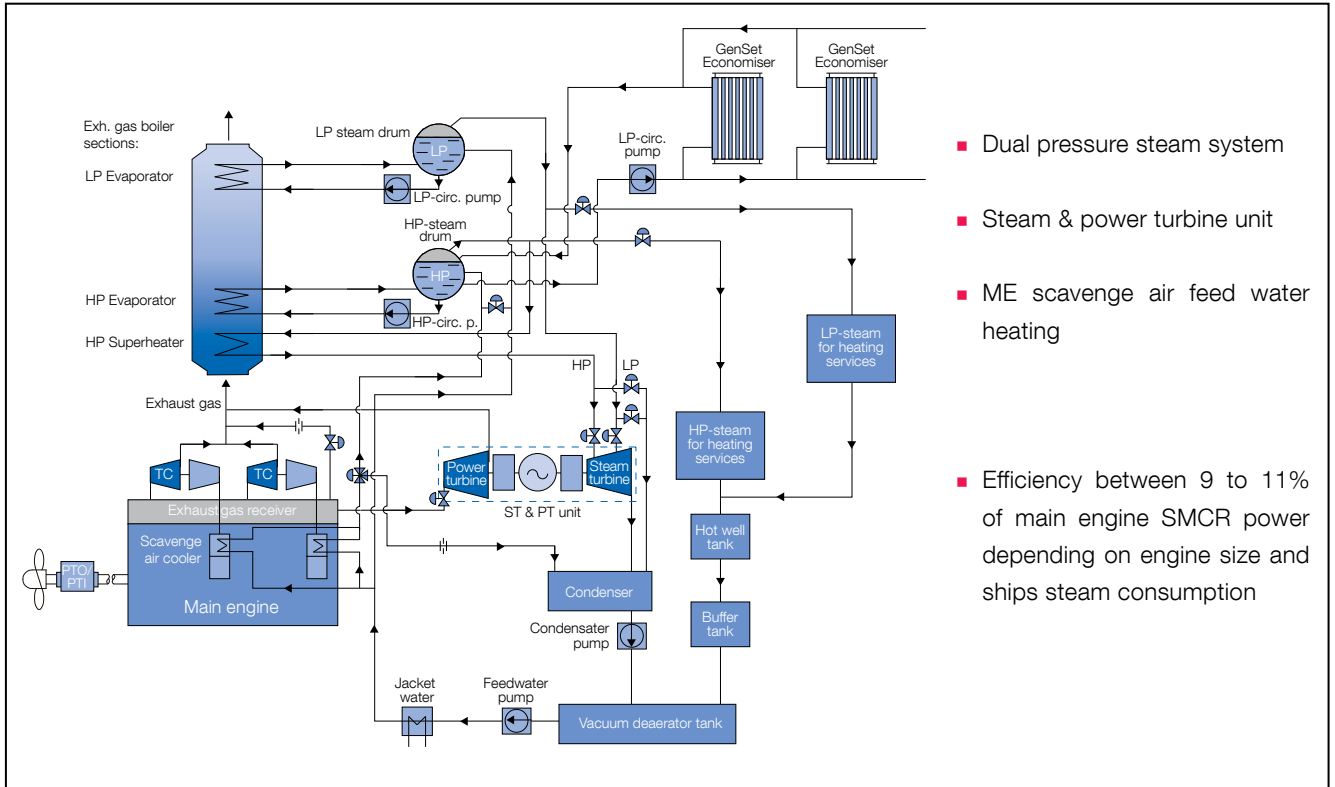 GenSet
Economiser
GenSet
Economiser
Exh. gas boiler
sections:
LP Evaporator
LP steam drum
LP
LP-circ. pump
LP-circ.
pump
HP-steam
drum
HP
HP-circ. p.
HP Evaporator
HP Superheater
Exhaust gas
TC
TC
Exhaust gas receiver
Scavenge
air cooler
PTO/
PTI
Main engine
HP
LP
Power
turbine
Steam
turbine
ST & PT unit
LP-steam
for heating
services
HP-steam
for heating
services
Hot well
tank
Buffer
tank
Condenser
Condensater
pump
Jacket
water
Feedwater
pump
Vacuum deaerator tank
■ Dual pressure steam system
■ Steam & power turbine unit
■ ME scavenge air feed water
heating
■ Efficiency between 9 to 11%
of main engine SMCR power
depending on engine size and
ships steam consumption